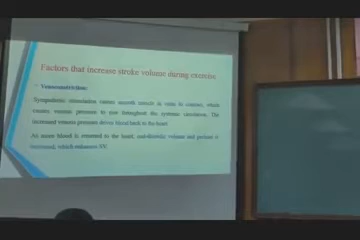 Factors that increase stroke volume during exercise
Venoconstriction:
Sympathetic stimulation causes smooth muscle in veins to contract, which
causes venous pressure to rise throughout the systemic circulation. The
increased venous pressure drives blood back to the heart.
As more blood is returned to the heart, end-diastolic volume and preload is
increased, which enhances SV.